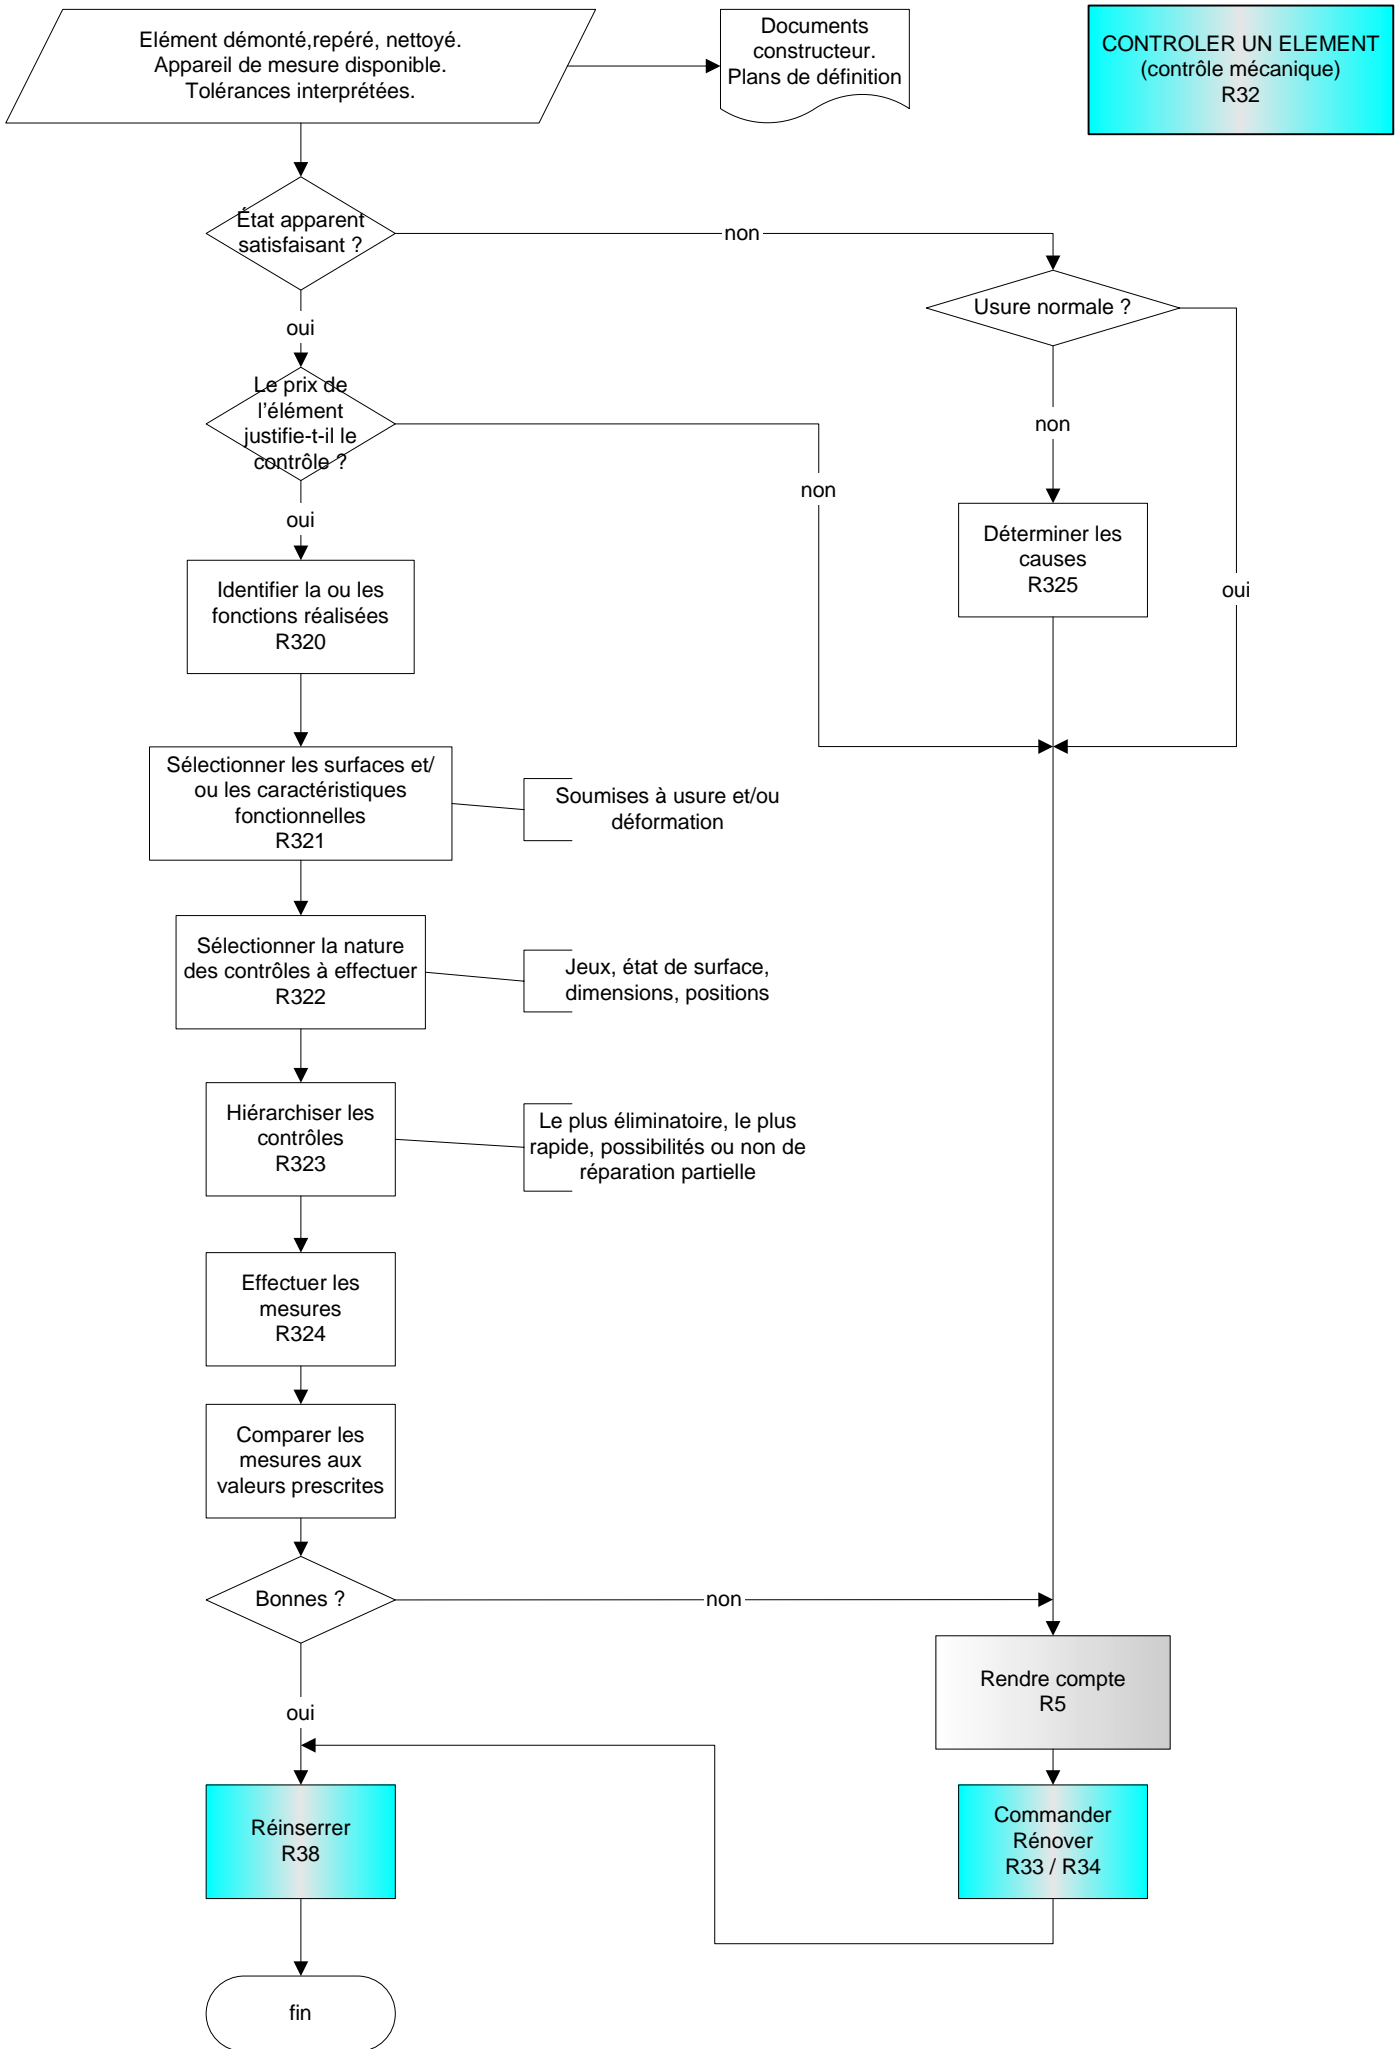 Elément démonté,repéré, nettoyé.
Appareil de mesure disponible.
Tolérances interprétées.
Documents
constructeur.
Plans de définition
CONTROLER UN ELEMENT
(contrôle mécanique)
R32
État apparent
satisfaisant ?
non
Usure normale ?
oui
Le prix de
l'élément
justifie-t-il le
contrôle ?
non
non
oui
Déterminer les
causes
R325
oui
Identifier la ou les
fonctions réalisées
R320
Sélectionner les surfaces et/
ou les caractéristiques
fonctionnelles
R321
Soumises à usure et/ou
déformation
Sélectionner la nature
des contrôles à effectuer
R322
Jeux, état de surface,
dimensions, positions
Hiérarchiser les
contrôles
R323
Le plus éliminatoire, le plus
rapide, possibilités ou non de
réparation partielle
Effectuer les
mesures
R324
Comparer les
mesures aux
valeurs prescrites
Bonnes ?
non
Rendre compte
R5
oui
Réinserrer
R38
Commander
Rénover
R33 / R34
fin